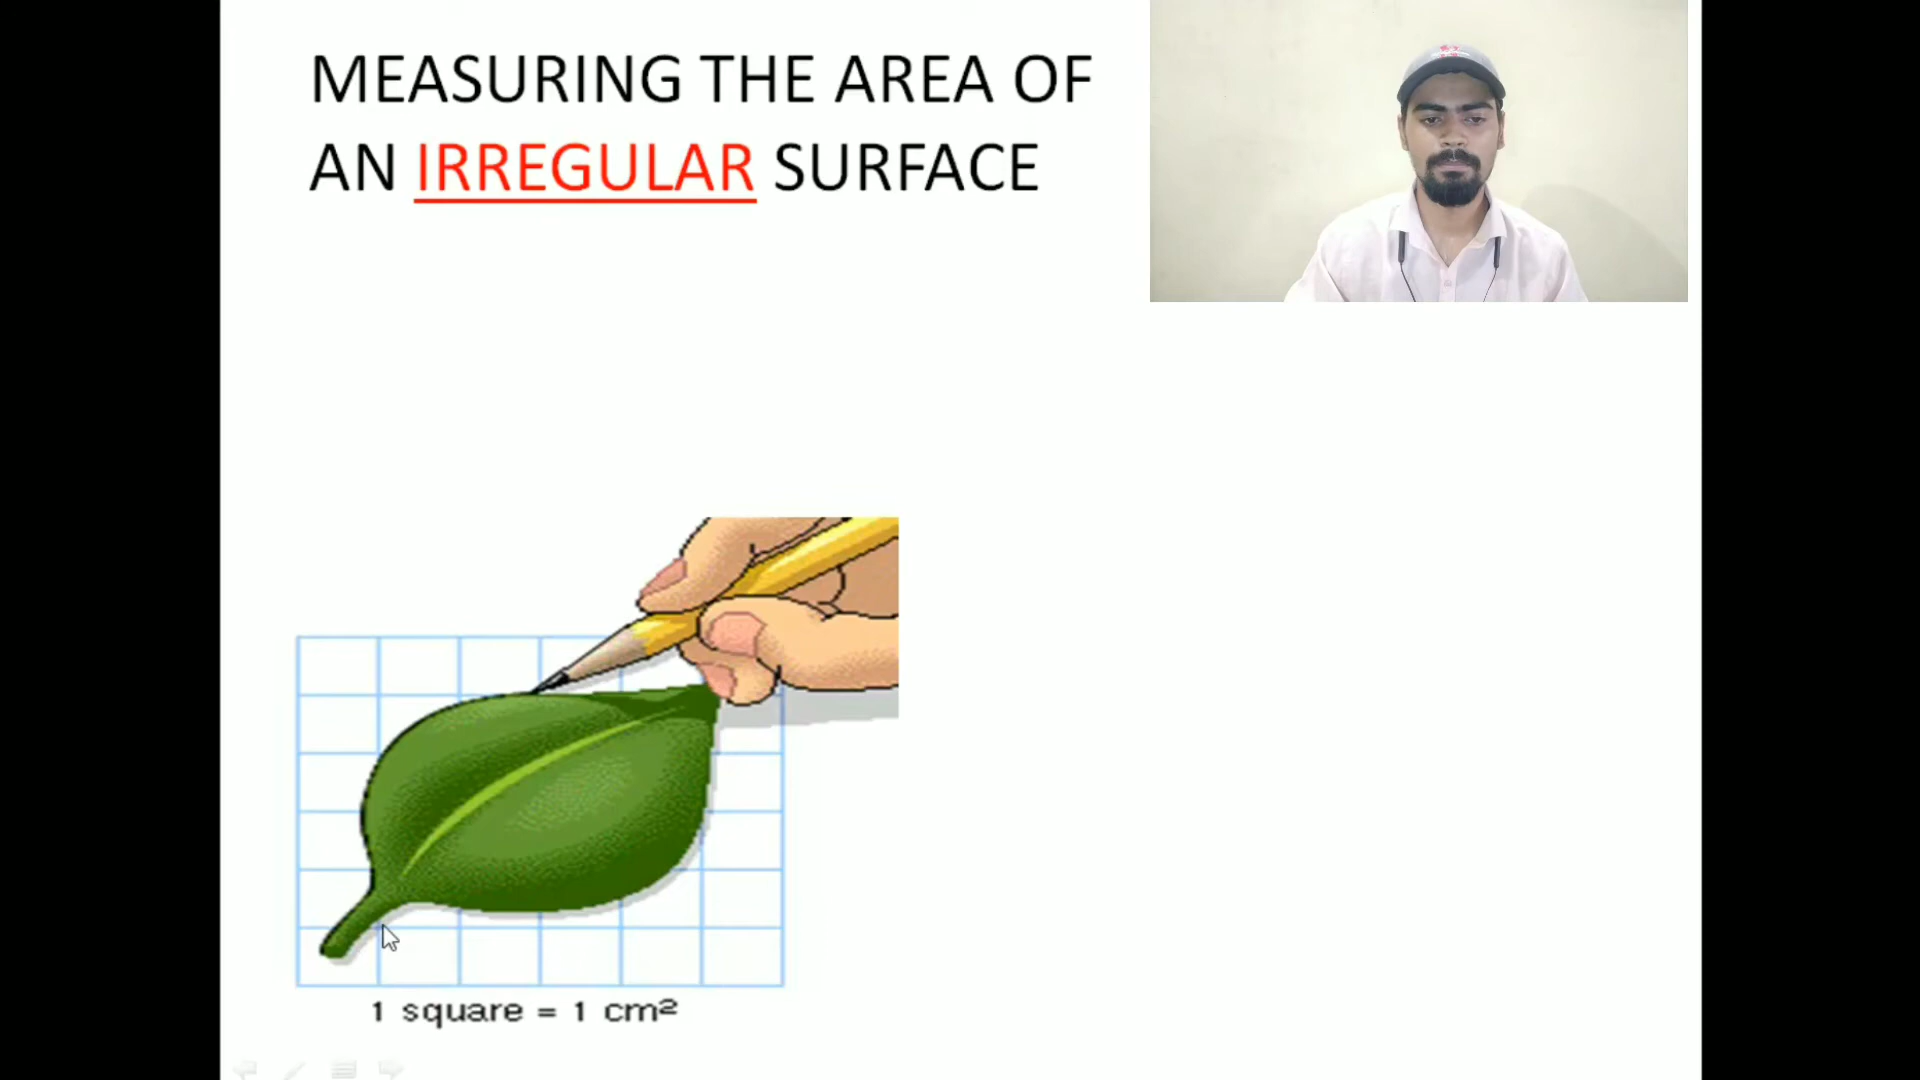 MEASURING THE AREA OF
AN IRREGULAR SURFACE
1 square = 1 cm²